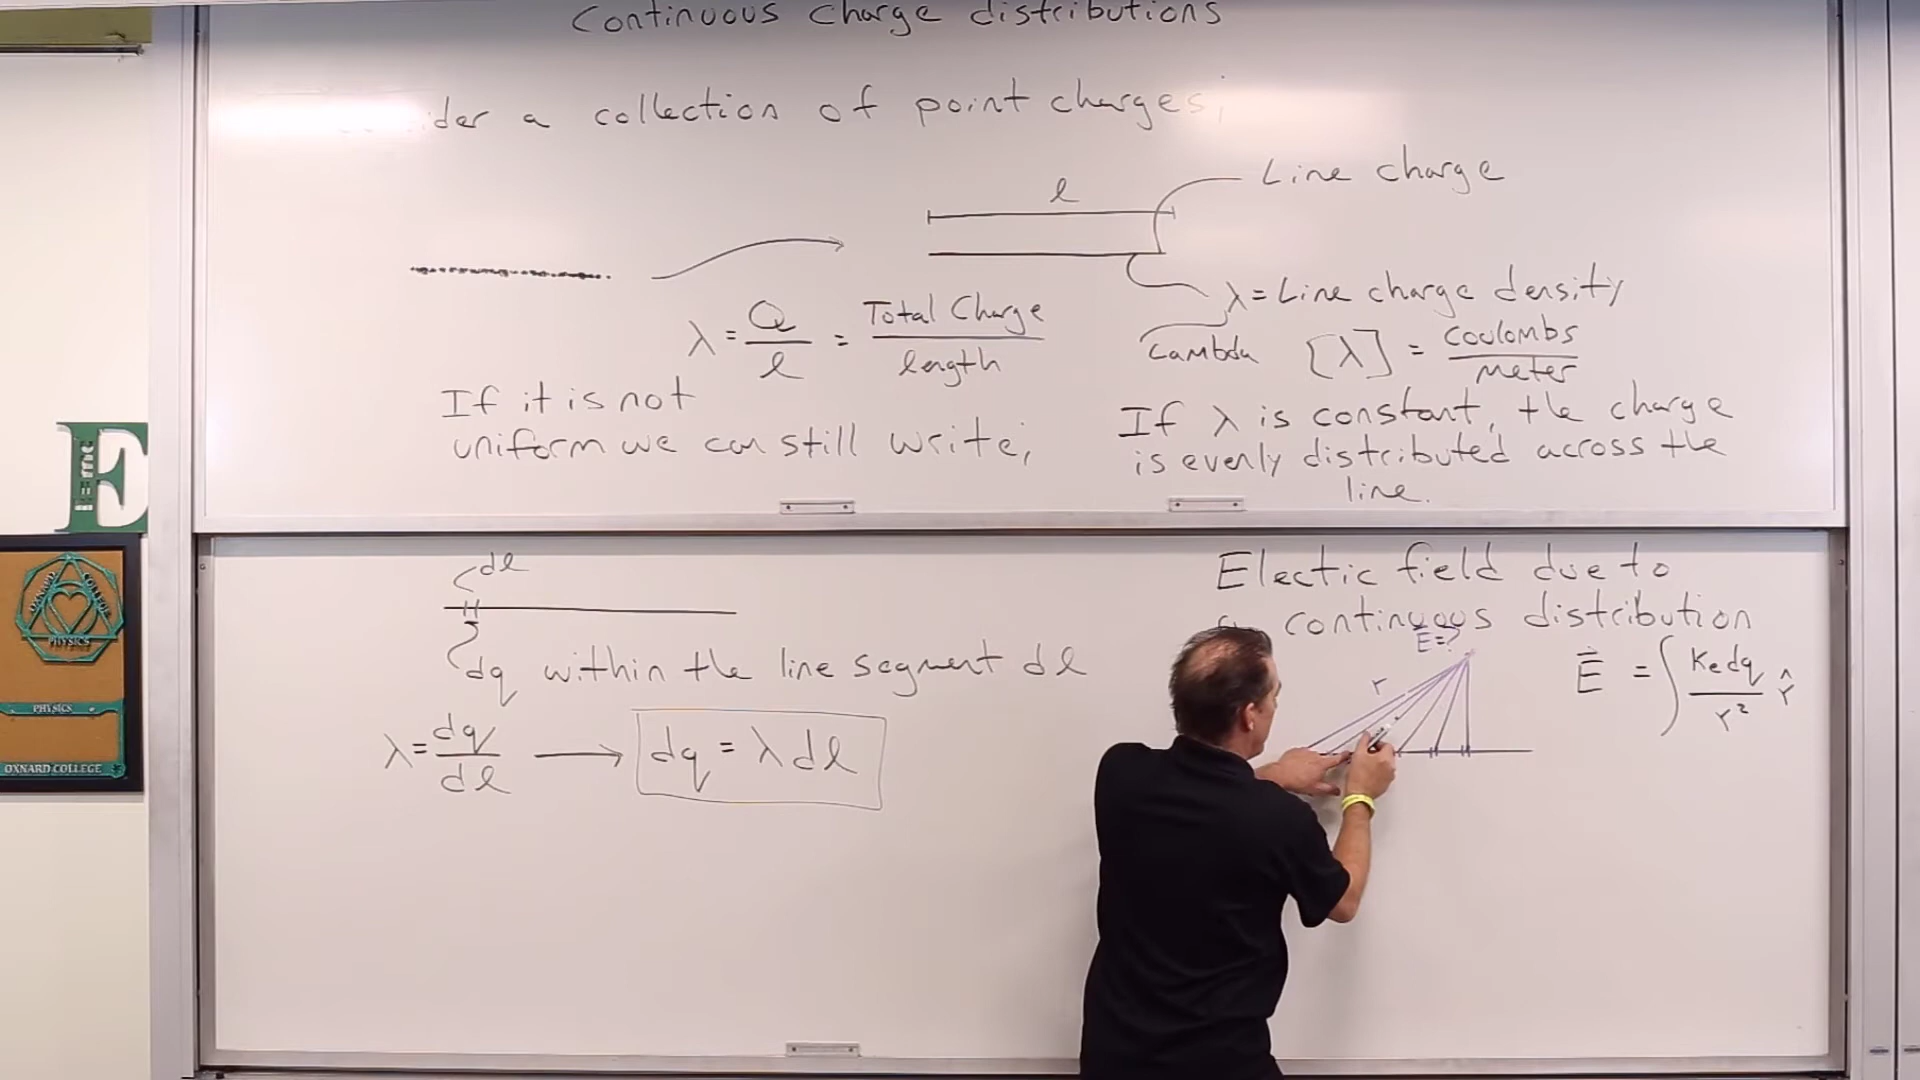 Continuous charge distributions
der a collection of point charges,
l
Line charge
λ = Line charge density
λ = Q/l = Total Charge/length
Lambda [λ] = coulombs/meter
If it is not
uniform we can still write;
If λ is constant, the charge
is evenly distributed across the
line.
dl
dq within the line segment dl
λ = dq/dl → dq = λ dl
Electic field due to
continuous distribution
E=?
r
E = ∫ Ke dq/r² r̂
E
OXNARD COLLEGE
PHYSICS
PHYSICS
OXNARD COLLEGE